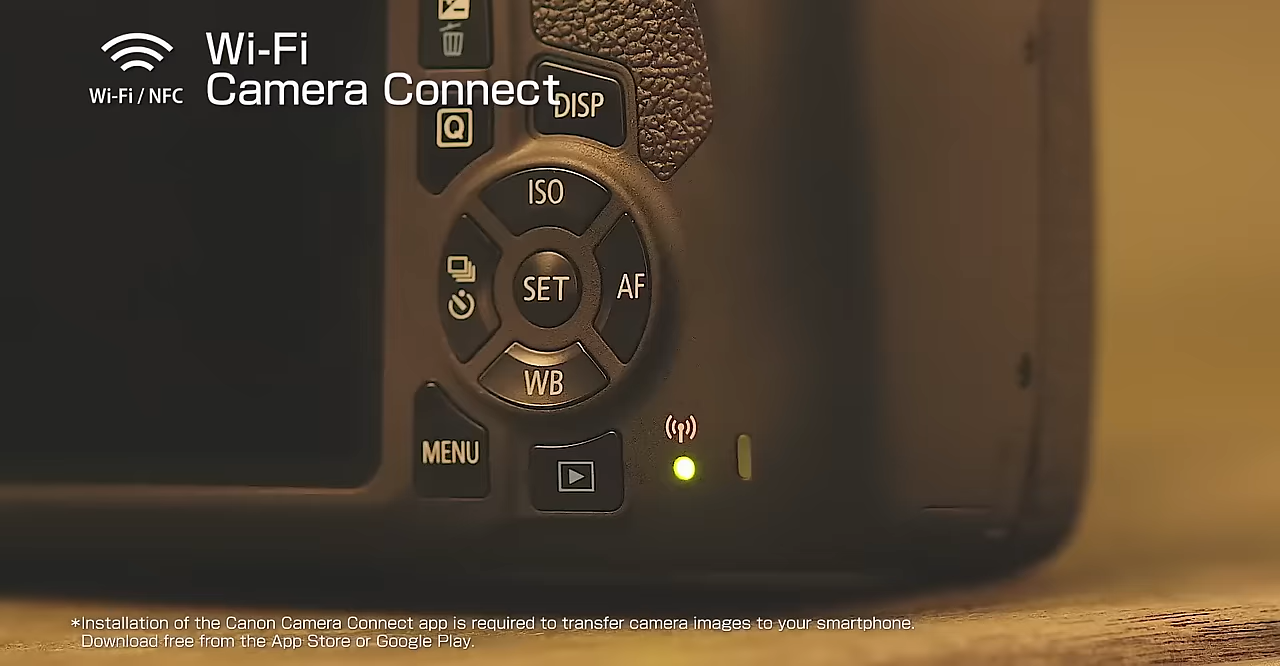 Wi-Fi
Camera Connect
Wi-Fi / NFC
DISP
Q
ISO
SET
AF
WB
MENU
*Installation of the Canon Camera Connect app is required to transfer camera images to your smartphone.
Download free from the App Store or Google Play.